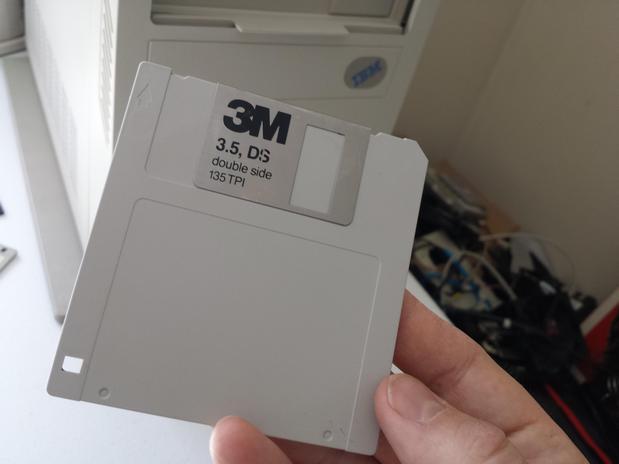 IBM
3M
3.5, DS
double side
135 TPI